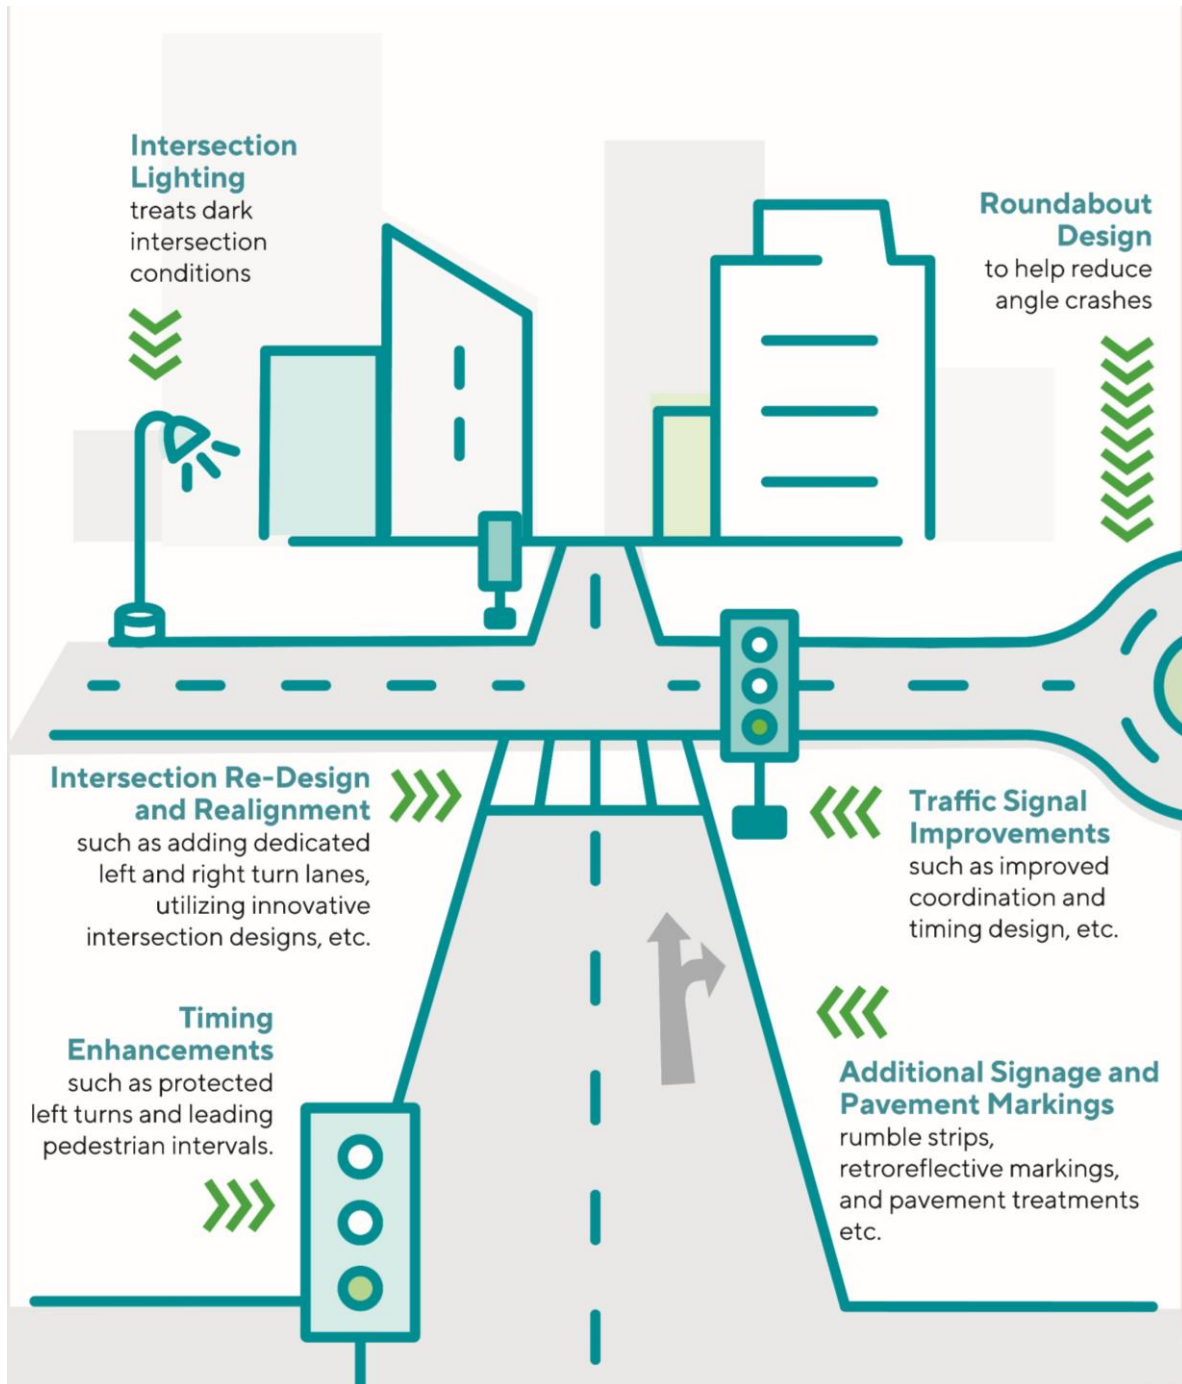 Intersection
Lighting
treats dark
intersection
conditions
Roundabout
Design
to help reduce
angle crashes
Intersection Re-Design
and Realignment
such as adding dedicated
left and right turn lanes,
utilizing innovative
intersection designs, etc.
Traffic Signal
Improvements
such as improved
coordination and
timing design, etc.
Timing
Enhancements
such as protected
left turns and leading
pedestrian intervals.
Additional Signage and
Pavement Markings
rumble strips,
retroreflective markings,
and pavement treatments
etc.